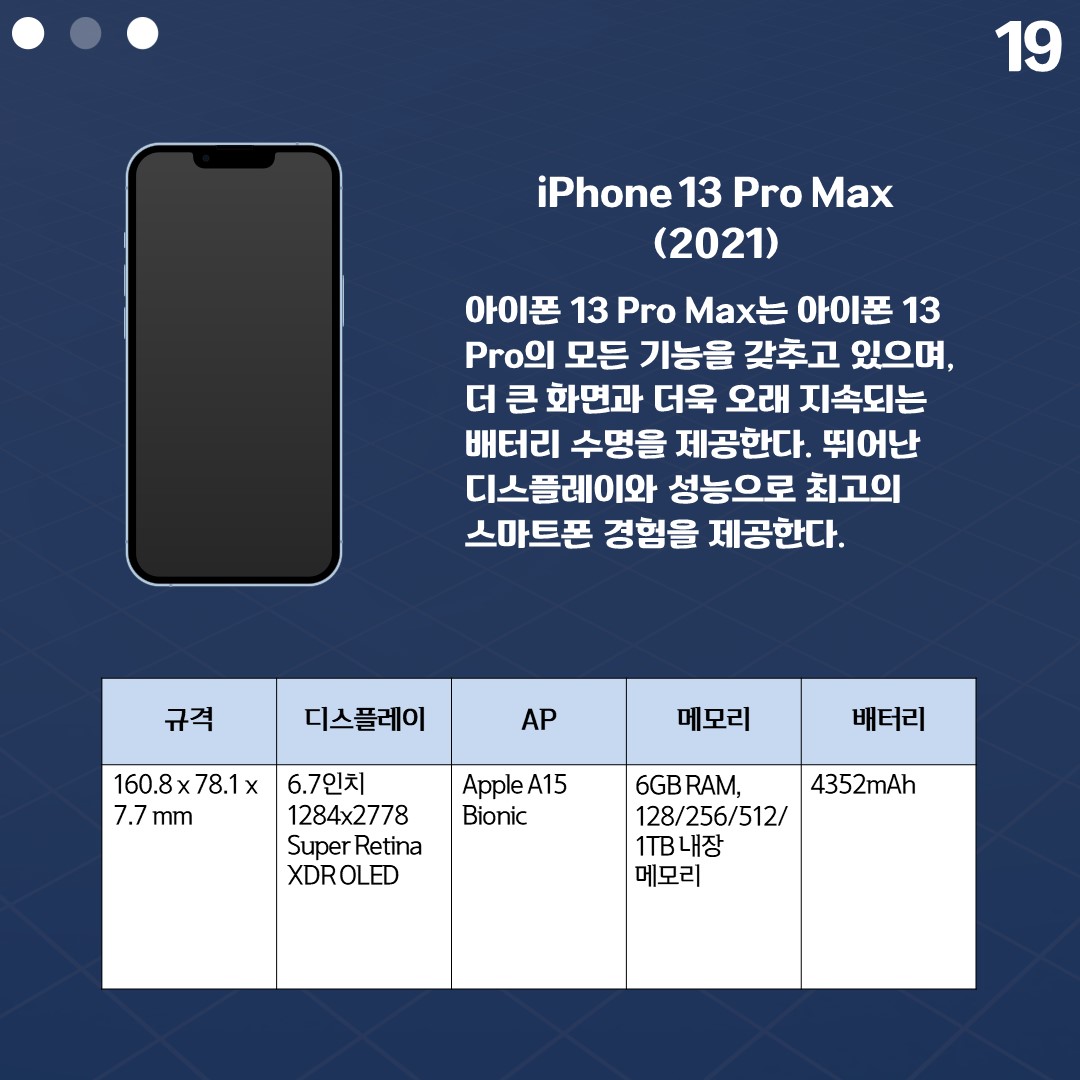 19
iPhone 13 Pro Max
(2021)
아이폰 13 Pro Max는 아이폰 13
Pro의 모든 기능을 갖추고 있으며,
더 큰 화면과 더욱 오래 지속되는
배터리 수명을 제공한다. 뛰어난
디스플레이와 성능으로 최고의
스마트폰 경험을 제공한다.
규격
디스플레이
AP
메모리
배터리
160.8 x 78.1 x
7.7 mm
6.7인치
1284x2778
Super Retina
XDR OLED
Apple A15
Bionic
6GB RAM,
128/256/512/
1TB 내장
메모리
4352mAh